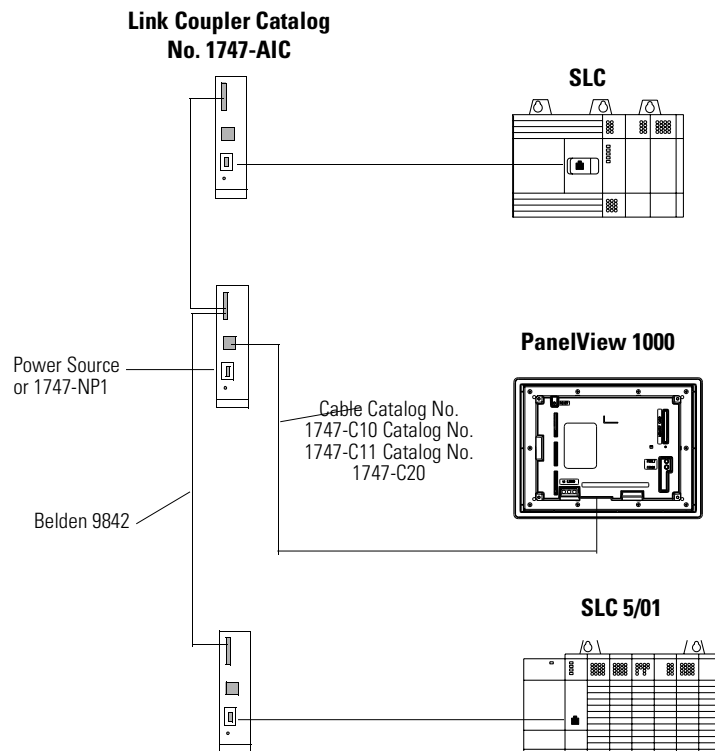 Link Coupler Catalog
No. 1747-AIC
SLC
PanelView 1000
Power Source
or 1747-NP1
Cable Catalog No.
1747-C10 Catalog No.
1747-C11 Catalog No.
1747-C20
Belden 9842
SLC 5/01